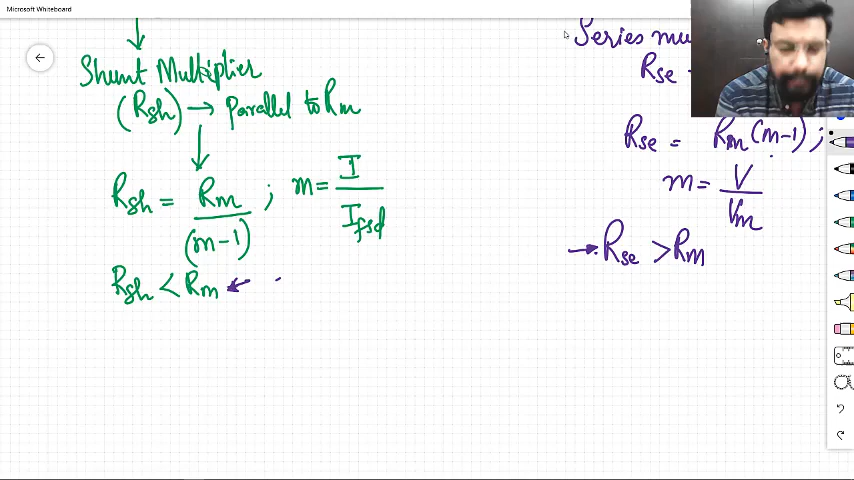 Microsoft Whiteboard
Shunt Multiplier
(Rsh) → parallel to Rm
Rsh = Rm / (m-1) ; m = I / Ifsd
Rsh < Rm
Series mu
Rse
Rse = Rm (m-1) ;
m = V / Vm
→ Rse > Rm